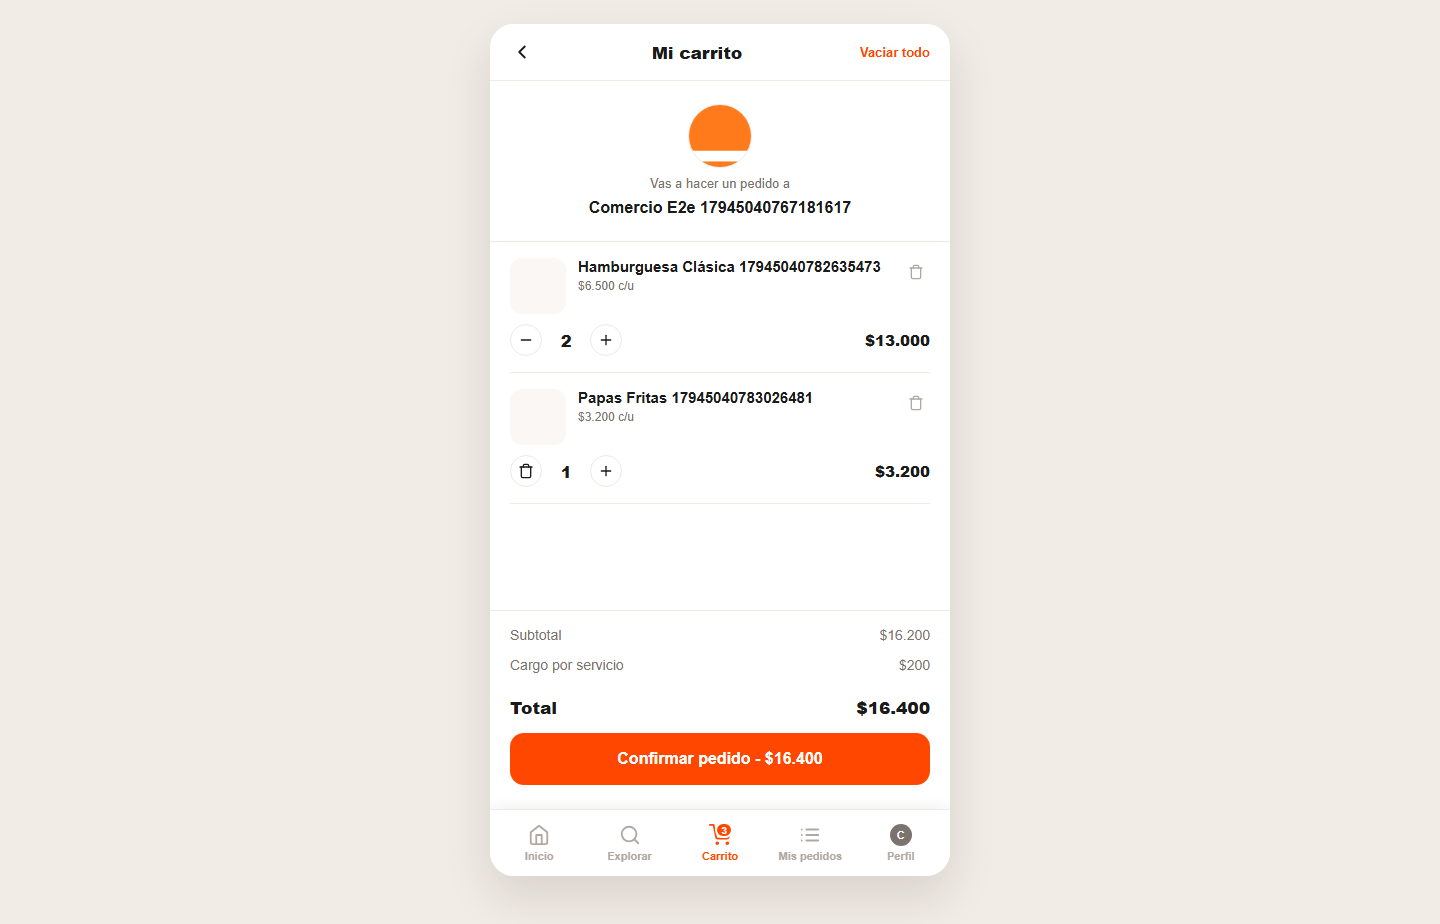 Mi carrito
Vaciar todo
Vas a hacer un pedido a
Comercio E2e 17945040767181617
Hamburguesa Clásica 17945040782635473
$6.500 c/u
2
$13.000
Papas Fritas 17945040783026481
$3.200 c/u
1
$3.200
Subtotal
$16.200
Cargo por servicio
$200
Total
$16.400
Confirmar pedido - $16.400
Inicio
Explorar
3
Carrito
Mis pedidos
C
Perfil